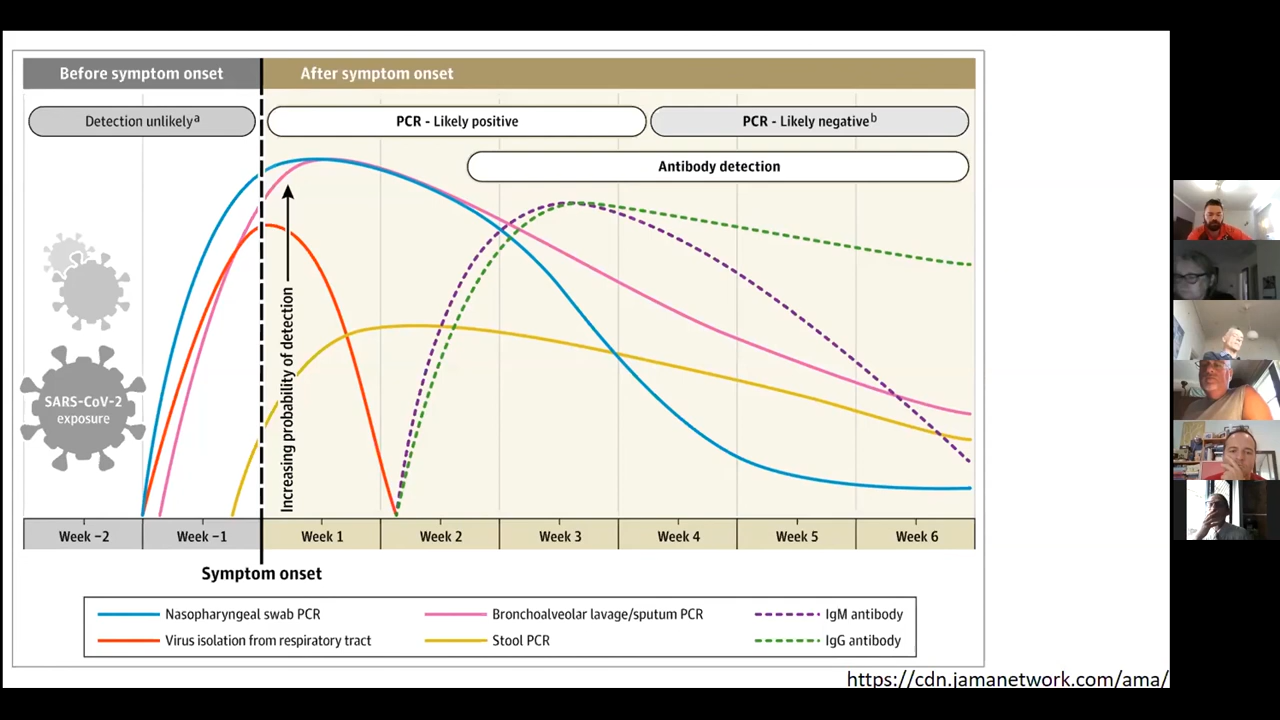 Before symptom onset
After symptom onset
Detection unlikelyᵃ
PCR - Likely positive
PCR - Likely negativeᵇ
Antibody detection
SARS-CoV-2
exposure
Increasing probability of detection
Week −2
Week −1
Week 1
Week 2
Week 3
Week 4
Week 5
Week 6
Symptom onset
Nasopharyngeal swab PCR
Bronchoalveolar lavage/sputum PCR
IgM antibody
Virus isolation from respiratory tract
Stool PCR
IgG antibody
https://cdn.jamanetwork.com/ama/